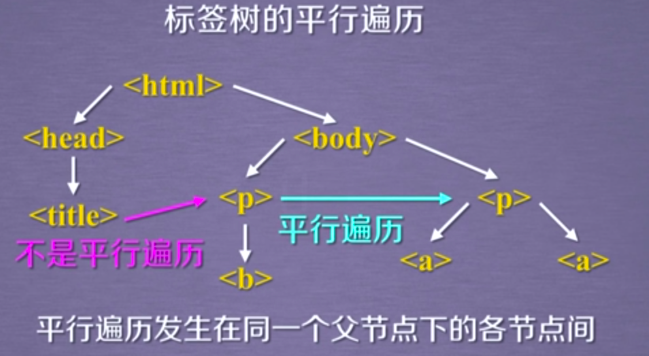 标签树的平行遍历
<html>
<head> <body>
<title> <p> <p>
不是平行遍历 平行遍历
<b> <a> <a>
平行遍历发生在同一个父节点下的各节点间